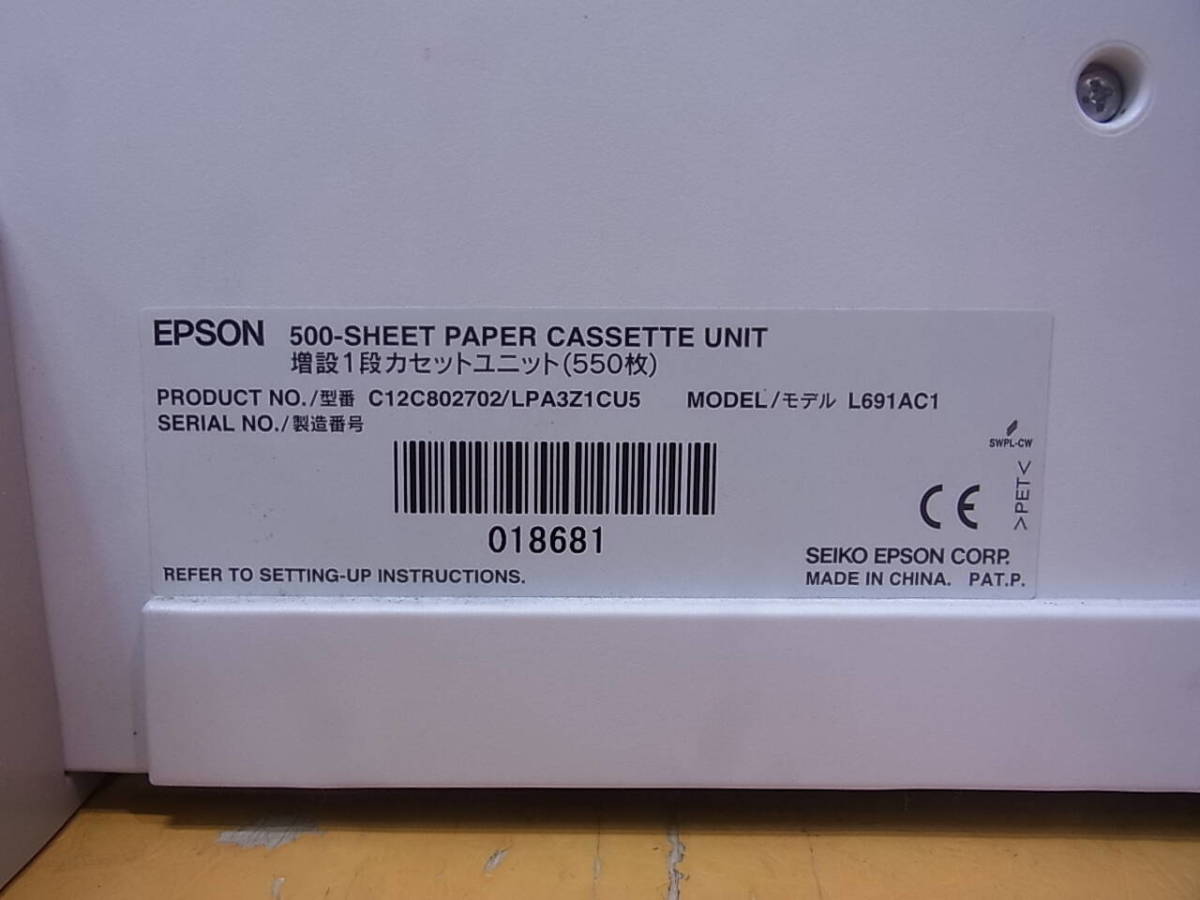 EPSON 500-SHEET PAPER CASSETTE UNIT
増設1段カセットユニット(550枚)
PRODUCT NO./型番 C12C802702/LPA3Z1CU5 MODEL/モデル L691AC1
SERIAL NO./製造番号
SWPL-CW
>PET<
CE
018681
SEIKO EPSON CORP.
REFER TO SETTING-UP INSTRUCTIONS.
MADE IN CHINA. PAT.P.